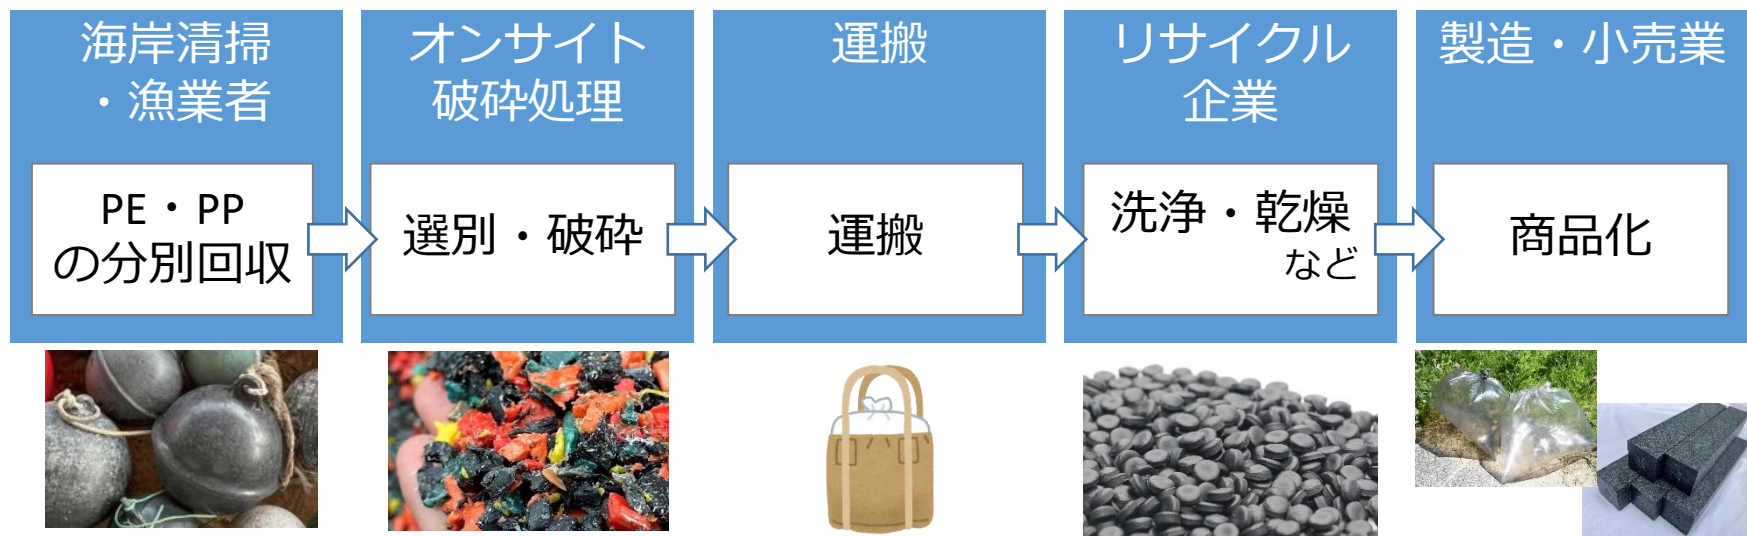 海岸清掃
・漁業者
PE・PP
の分別回収
オンサイト
破砕処理
選別・破砕
運搬
運搬
リサイクル
企業
洗浄・乾燥
など
製造・小売業
商品化